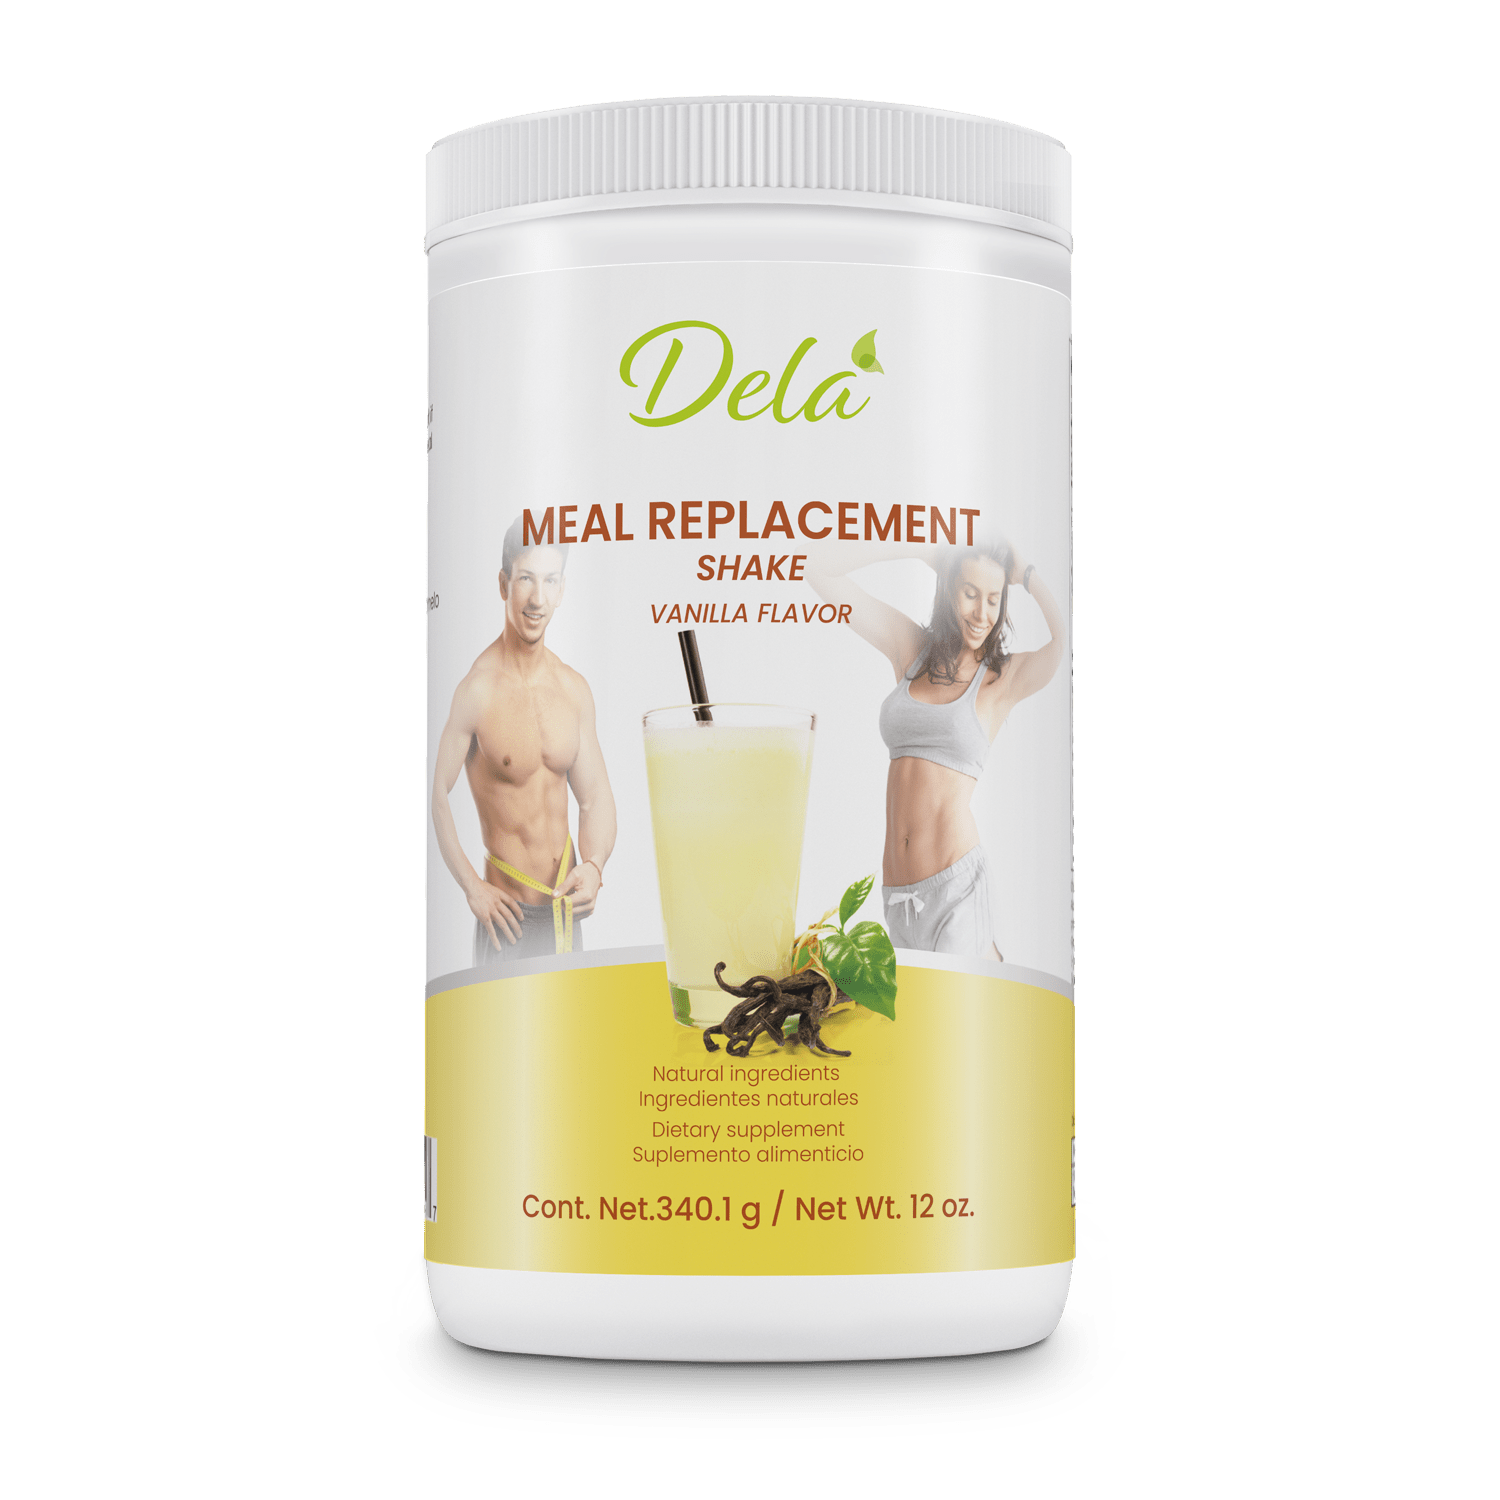 Dela
MEAL REPLACEMENT
SHAKE
VANILLA FLAVOR
Natural ingredients
Ingredientes naturales
Dietary supplement
Suplemento alimenticio
Cont. Net.340.1 g / Net Wt. 12 oz.
7